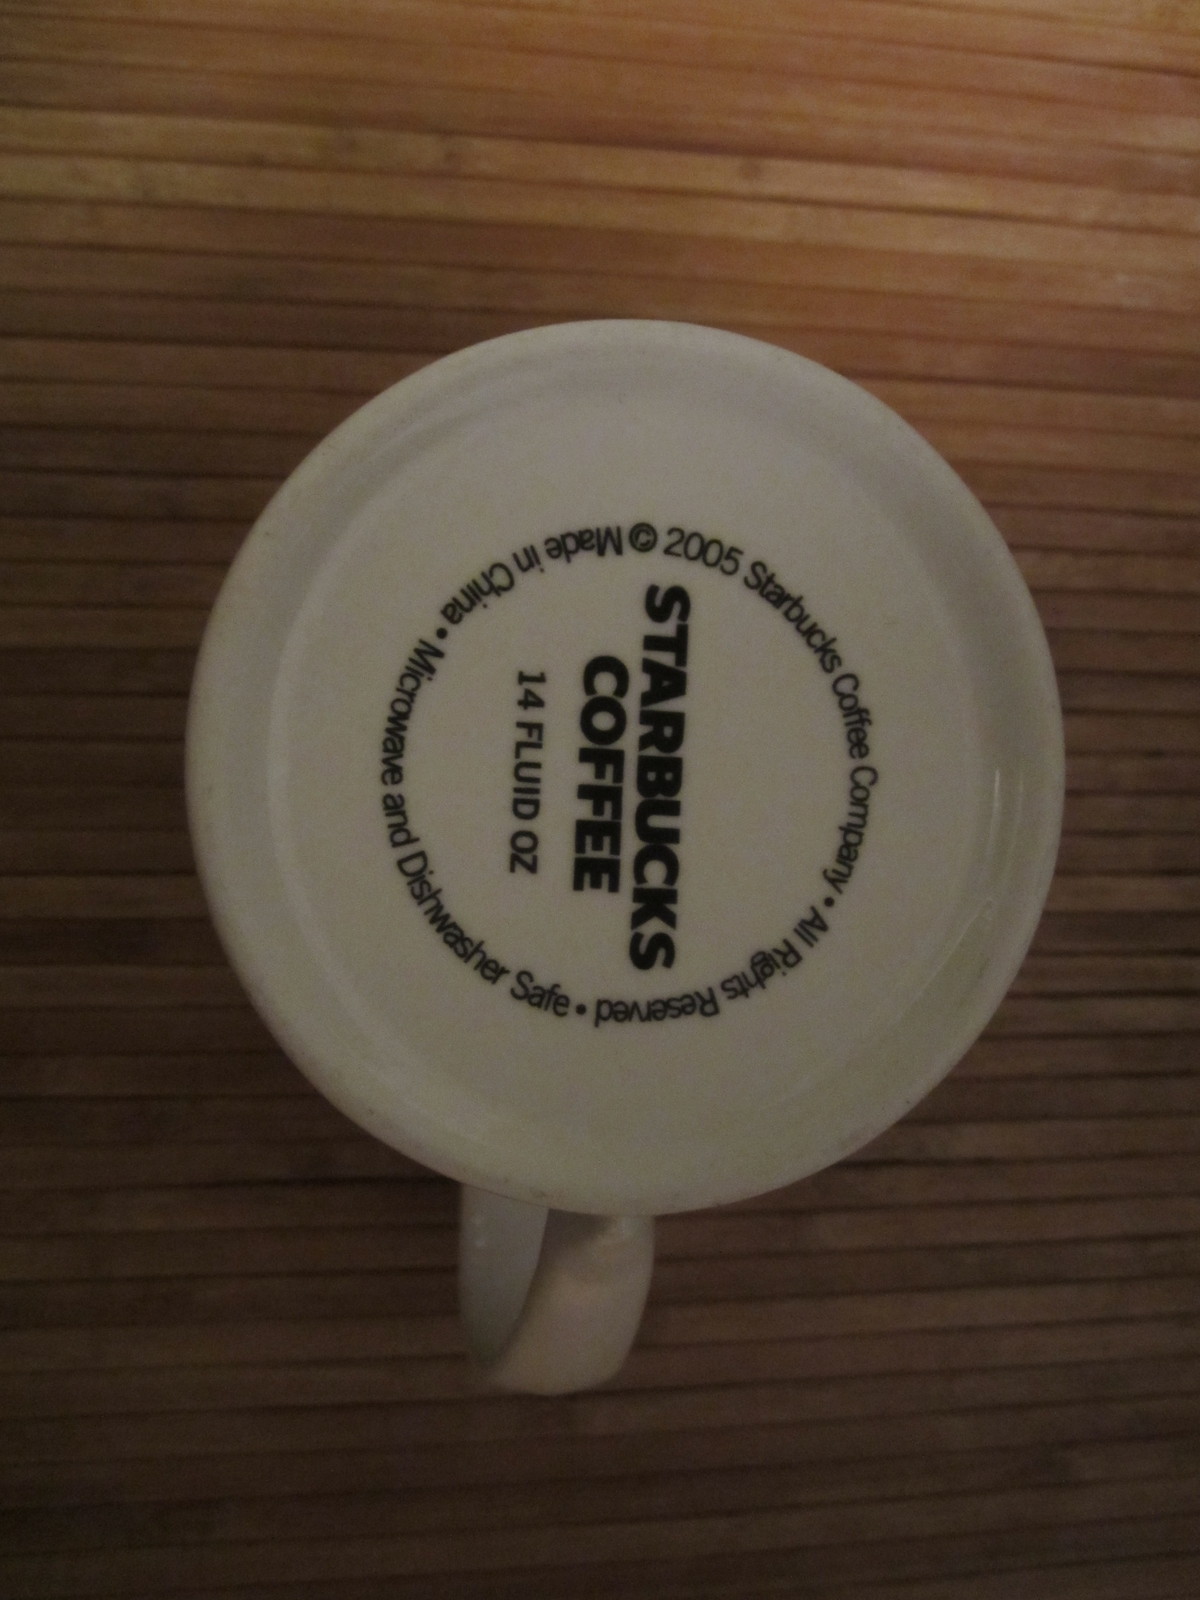 STARBUCKS
COFFEE
14 FLUID OZ
© 2005 Starbucks Coffee Company • All Rights Reserved • Microwave and Dishwasher Safe • Made in China